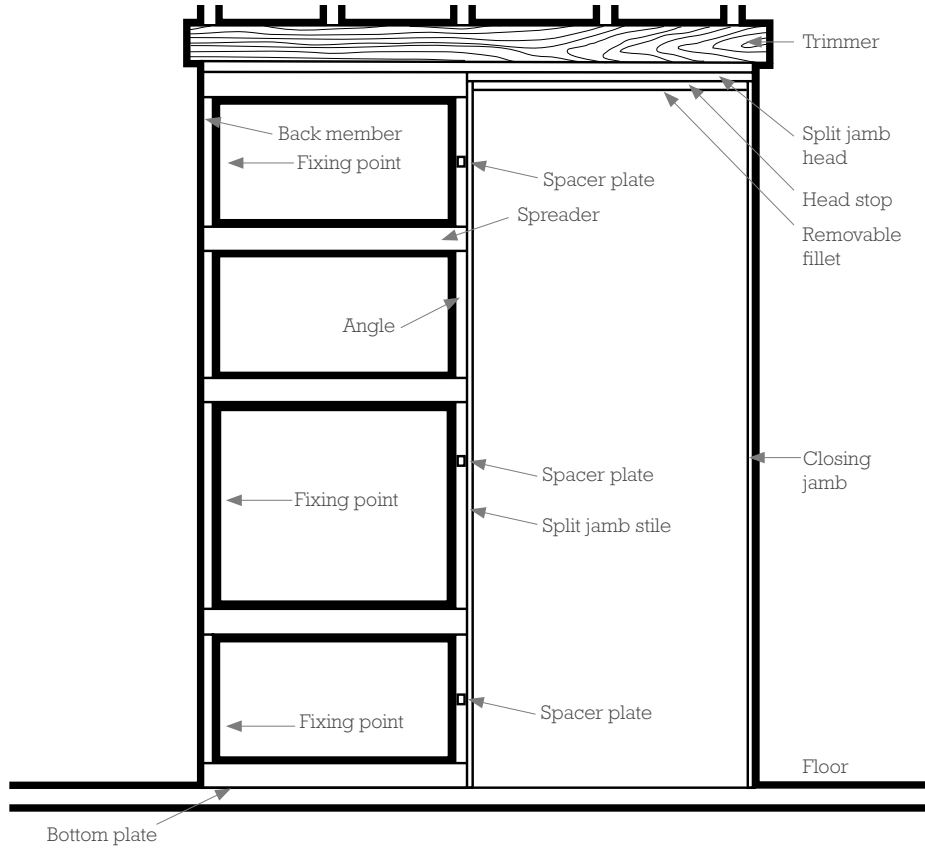 Trimmer
Back member
Fixing point
Split jamb
head
Spacer plate
Head stop
Spreader
Removable
fillet
Angle
Closing
jamb
Spacer plate
Fixing point
Split jamb stile
Spacer plate
Fixing point
Floor
Bottom plate